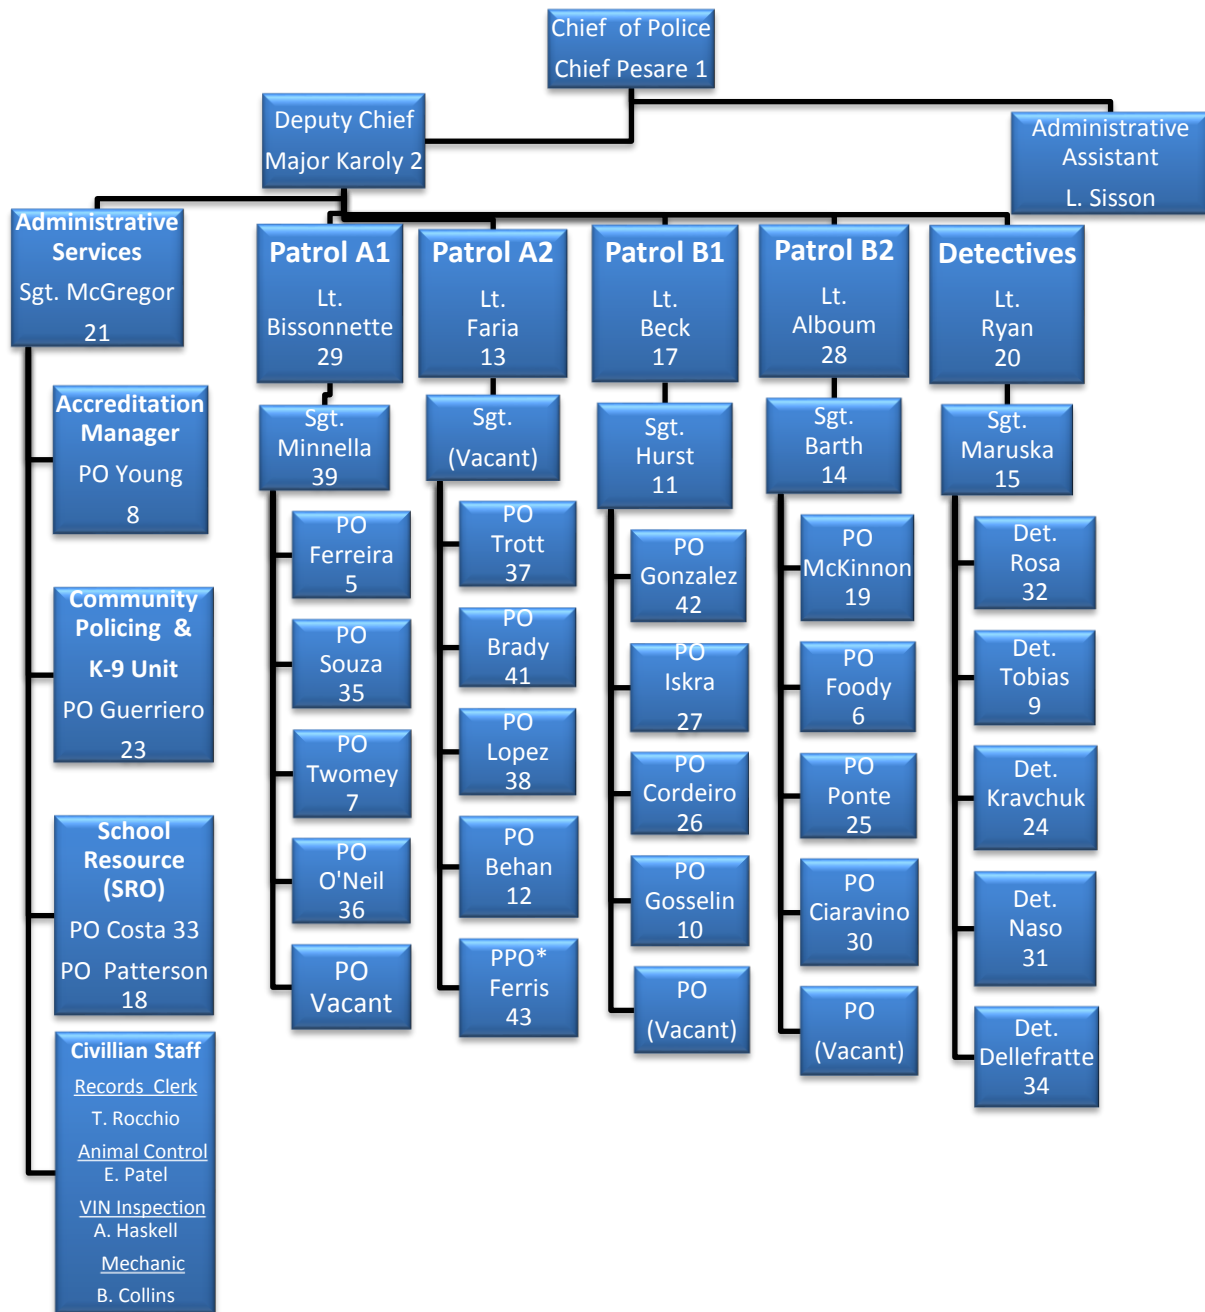 Chief  of Police
Chief Pesare 1
Deputy Chief
Major Karoly 2
Administrative
Assistant
L. Sisson
Administrative
Services
Sgt. McGregor
21
Accreditation
Manager
PO Young
8
Community
Policing  &
K-9 Unit
PO Guerriero
23
School
Resource
(SRO)
PO Costa 33
PO  Patterson
18
Civillian Staff
Records  Clerk
T. Rocchio
Animal Control
E. Patel
VIN Inspection
A. Haskell
Mechanic
B. Collins
Patrol A1
Lt.
Bissonnette
29
Sgt.
Minnella
39
PO
Ferreira
5
PO
Souza
35
PO
Twomey
7
PO
O'Neil
36
PO
Vacant
Patrol A2
Lt.
Faria
13
Sgt.
(Vacant)
PO
Trott
37
PO
Brady
41
PO
Lopez
38
PO
Behan
12
PPO*
Ferris
43
Patrol B1
Lt.
Beck
17
Sgt.
Hurst
11
PO
Gonzalez
42
PO
Iskra
27
PO
Cordeiro
26
PO
Gosselin
10
PO
(Vacant)
Patrol B2
Lt.
Alboum
28
Sgt.
Barth
14
PO
McKinnon
19
PO
Foody
6
PO
Ponte
25
PO
Ciaravino
30
PO
(Vacant)
Detectives
Lt.
Ryan
20
Sgt.
Maruska
15
Det.
Rosa
32
Det.
Tobias
9
Det.
Kravchuk
24
Det.
Naso
31
Det.
Dellefratte
34